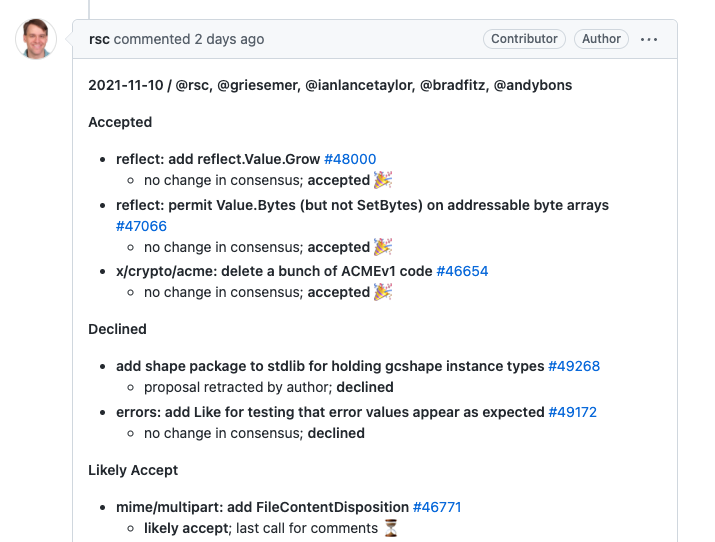 rsc commented 2 days ago Contributor Author ...
2021-11-10 / @rsc, @griesemer, @ianlancetaylor, @bradfitz, @andybons
Accepted
• reflect: add reflect.Value.Grow #48000
◦ no change in consensus; accepted 🎉
• reflect: permit Value.Bytes (but not SetBytes) on addressable byte arrays
#47066
◦ no change in consensus; accepted 🎉
• x/crypto/acme: delete a bunch of ACMEv1 code #46654
◦ no change in consensus; accepted 🎉
Declined
• add shape package to stdlib for holding gcshape instance types #49268
◦ proposal retracted by author; declined
• errors: add Like for testing that error values appear as expected #49172
◦ no change in consensus; declined
Likely Accept
• mime/multipart: add FileContentDisposition #46771
◦ likely accept; last call for comments ⏳